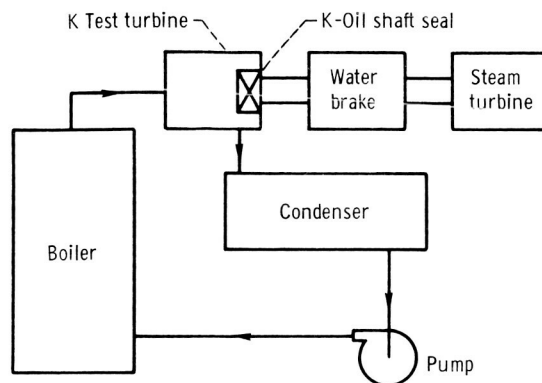 K Test turbine
K-Oil shaft seal
Water
brake
Steam
turbine
Condenser
Boiler
Pump